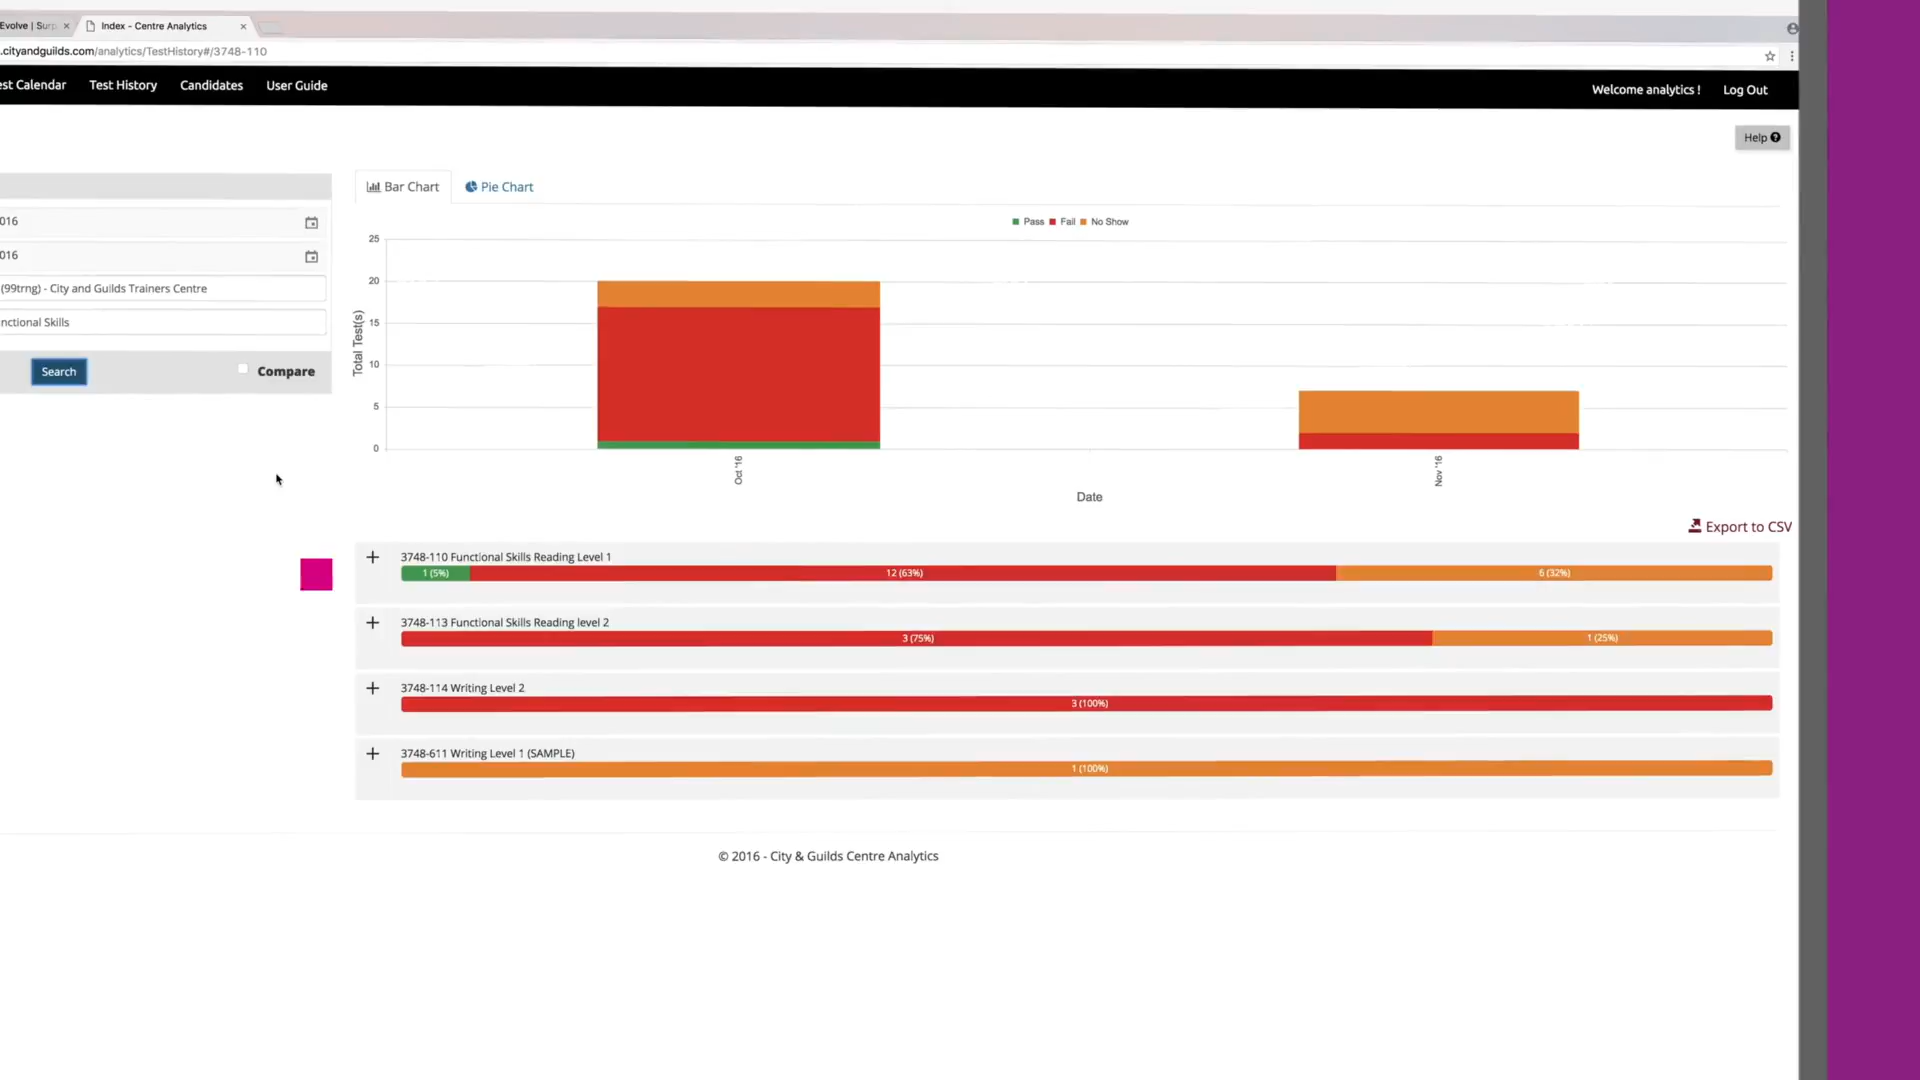 Evolve | Sur
Index - Centre Analytics
.cityandguilds.com/analytics/TestHistory#/3748-110
est Calendar Test History Candidates User Guide Welcome analytics ! Log Out
Help
Bar Chart Pie Chart
016
016
(99trng) - City and Guilds Trainers Centre
nctional Skills
Search Compare
Pass Fail No Show
25
20
15
10
5
0
Total Test(s)
Oct '16
Nov '16
Date
Export to CSV
3748-110 Functional Skills Reading Level 1
1 (5%) 12 (63%) 6 (32%)
3748-113 Functional Skills Reading level 2
3 (75%) 1 (25%)
3748-114 Writing Level 2
3 (100%)
3748-611 Writing Level 1 (SAMPLE)
1 (100%)
© 2016 - City & Guilds Centre Analytics